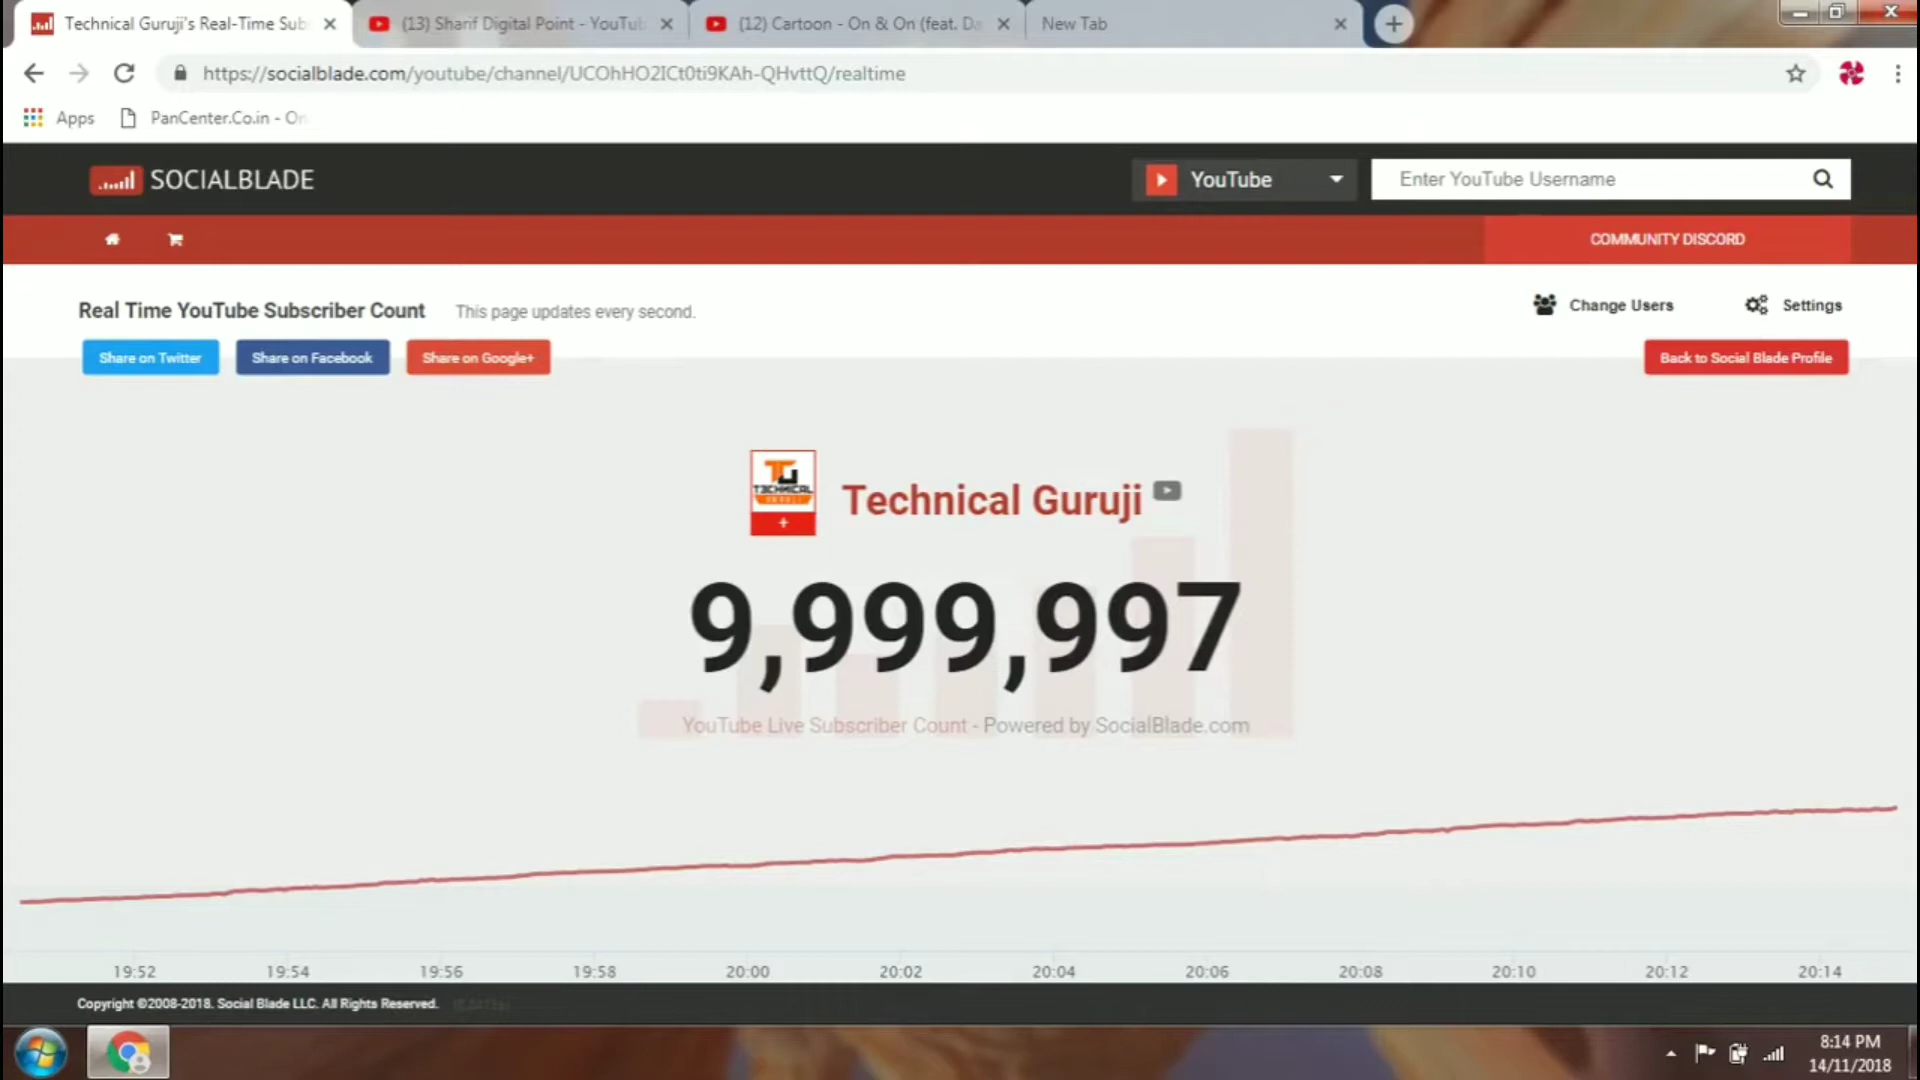 Technical Guruji's Real-Time Sub
(13) Sharif Digital Point - YouTub
(12) Cartoon - On & On (feat. Da
New Tab
https://socialblade.com/youtube/channel/UCOhHO2ICt0ti9KAh-QHvttQ/realtime
Apps
PanCenter.Co.in - On
SOCIALBLADE
YouTube
Enter YouTube Username
COMMUNITY DISCORD
Real Time YouTube Subscriber Count
This page updates every second.
Change Users
Settings
Share on Twitter
Share on Facebook
Share on Google+
Back to Social Blade Profile
TECHNICAL
GURUJI
+
Technical Guruji
9,999,997
YouTube Live Subscriber Count - Powered by SocialBlade.com
19:52 19:54 19:56 19:58 20:00 20:02 20:04 20:06 20:08 20:10 20:12 20:14
Copyright ©2008-2018. Social Blade LLC. All Rights Reserved.
8:14 PM
14/11/2018